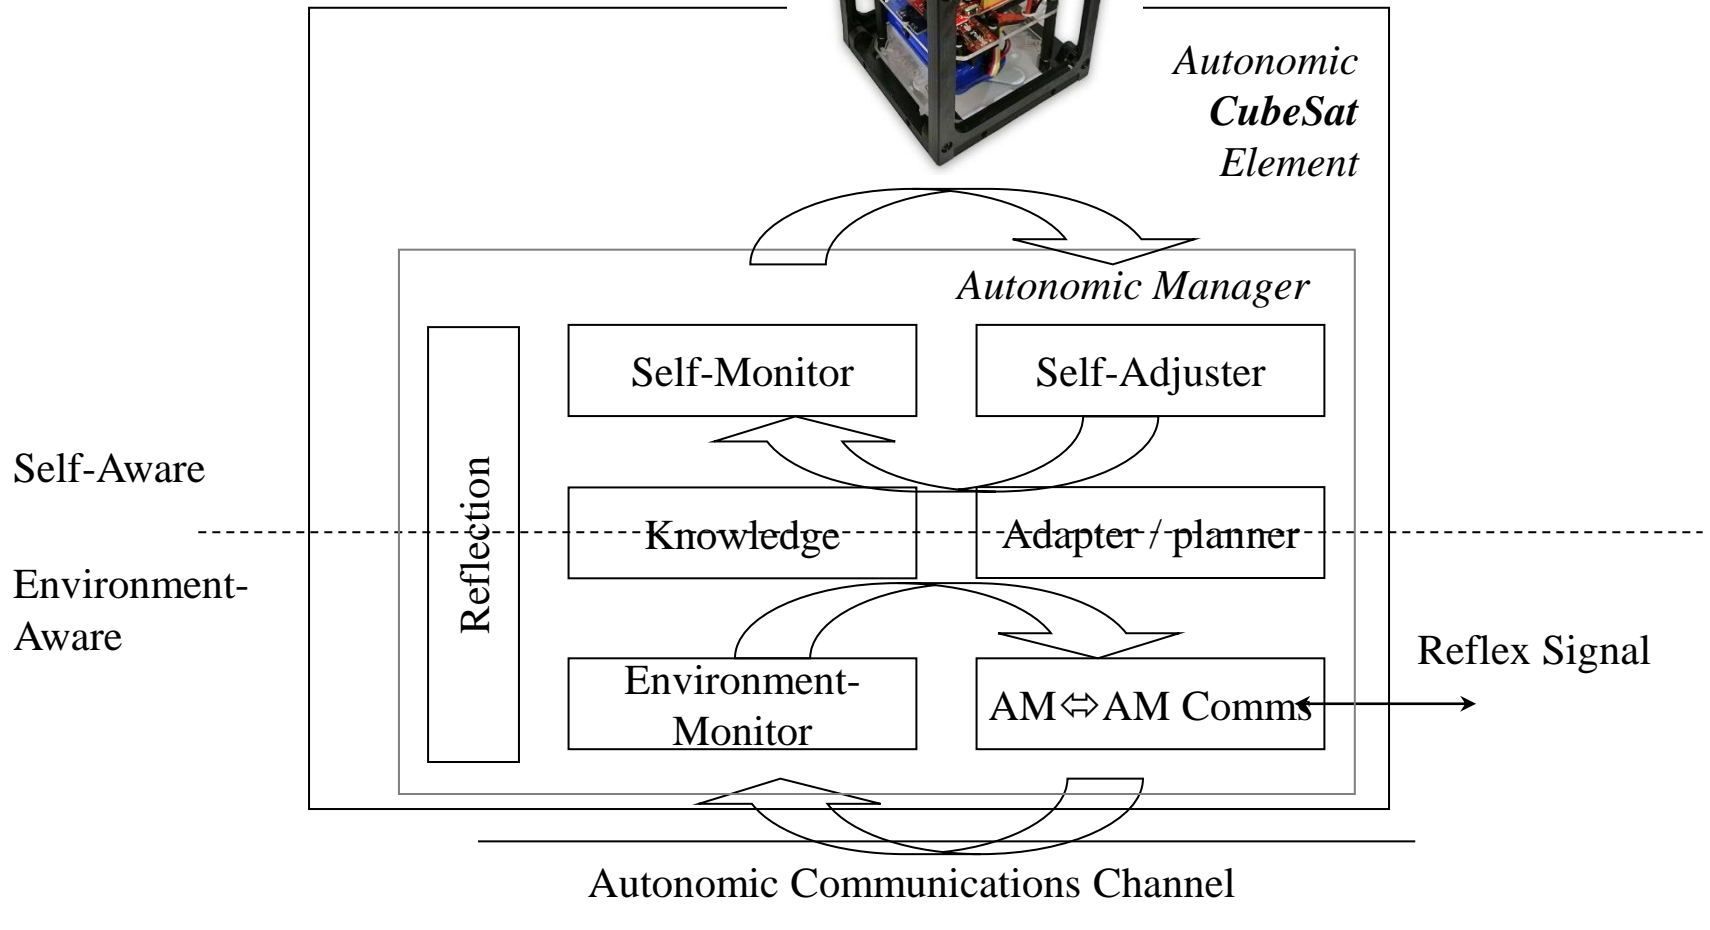 Autonomic
CubeSat
Element
Autonomic Manager
Self-Monitor
Self-Adjuster
Self-Aware
Reflection
Knowledge
Adapter / planner
Environment-
Aware
Environment-
Monitor
AM⇔AM Comms
Reflex Signal
Autonomic Communications Channel